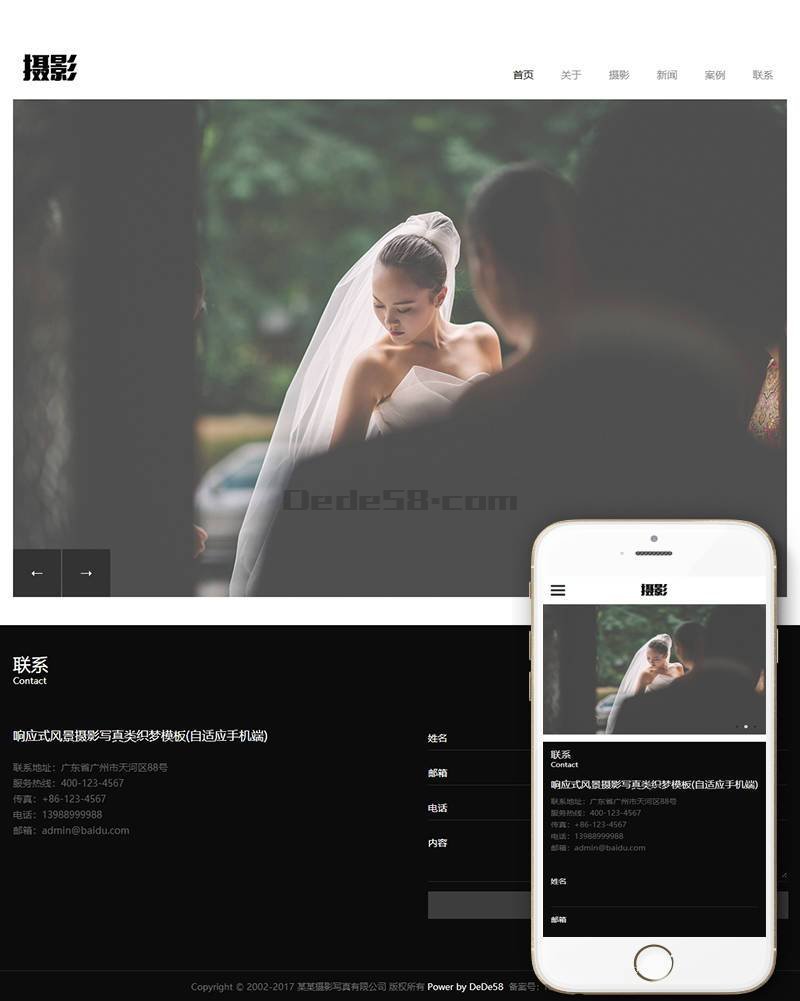 摄影
首页 关于 摄影 新闻 案例 联系
Dede58.com
← →
联系
Contact
响应式风景摄影写真类织梦模板(自适应手机端)
联系地址：广东省广州市天河区88号
服务热线：400-123-4567
传真：+86-123-4567
电话：13988999988
邮箱：admin@baidu.com
姓名
邮箱
电话
内容
摄影
联系
Contact
响应式风景摄影写真类织梦模板(自适应手机端)
联系地址：广东省广州市天河区88号
服务热线：400-123-4567
传真：+86-123-4567
电话：13988999988
邮箱：admin@baidu.com
姓名
邮箱
Copyright © 2002-2017 某某摄影写真有限公司 版权所有 Power by DeDe58 备案号：